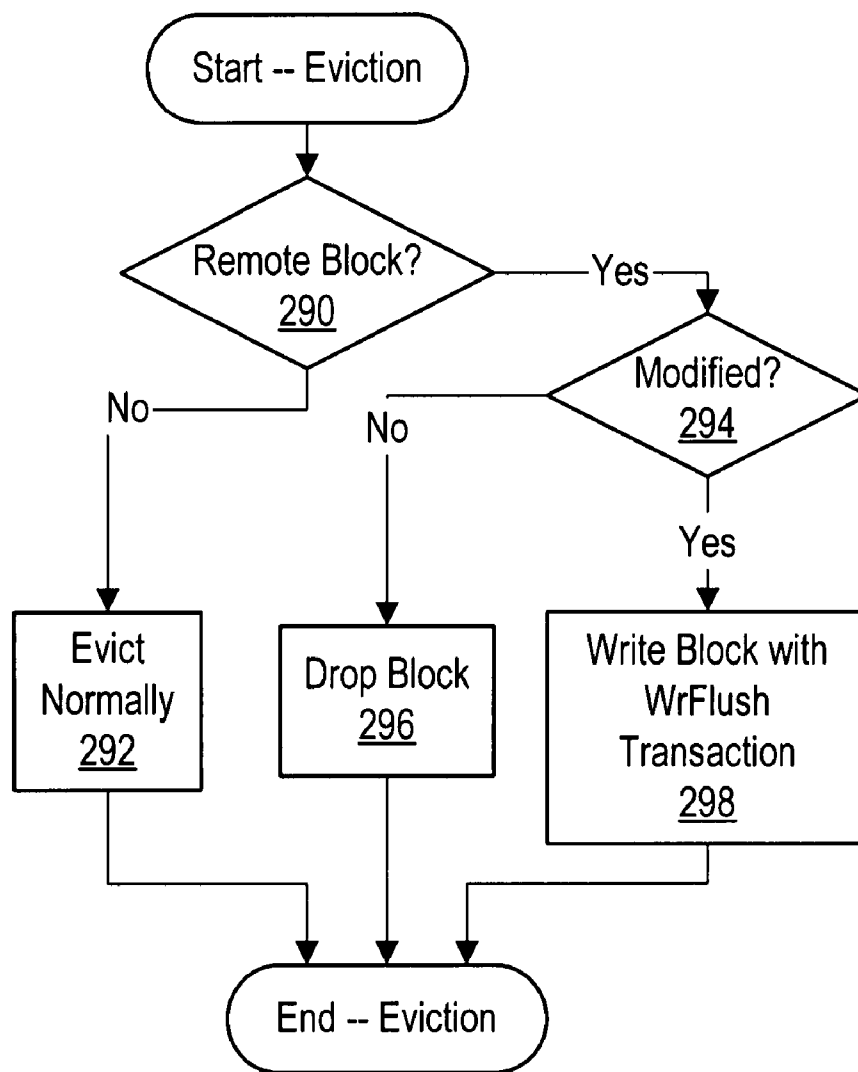 Start -- Eviction
Remote Block?
290
Yes
Modified?
294
No
No
Yes
Evict
Normally
292
Drop Block
296
Write Block with
WrFlush
Transaction
298
End -- Eviction